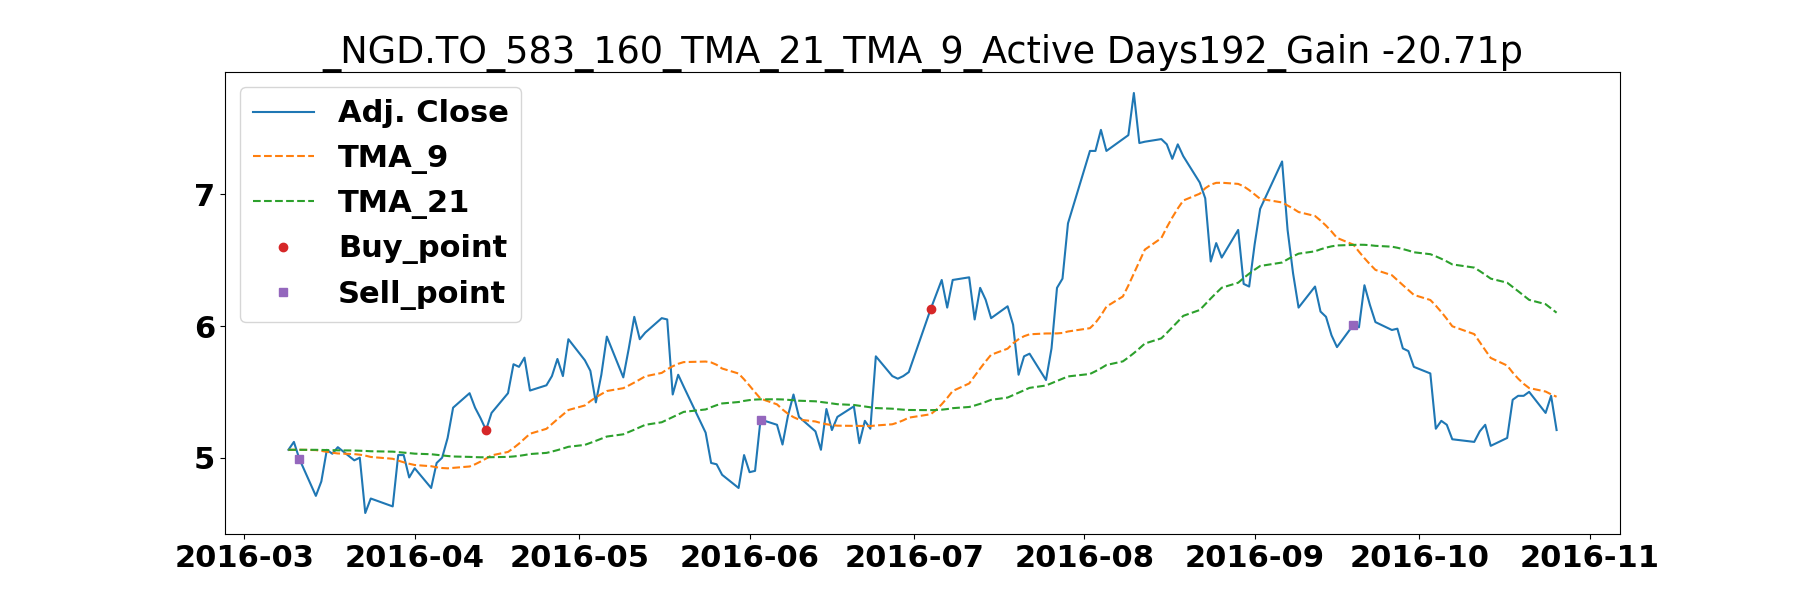 _NGD.TO_583_160_TMA_21_TMA_9_Active Days192_Gain -20.71p
Adj. Close
TMA_9
TMA_21
Buy_point
Sell_point
7
6
5
2016-03 2016-04 2016-05 2016-06 2016-07 2016-08 2016-09 2016-10 2016-11